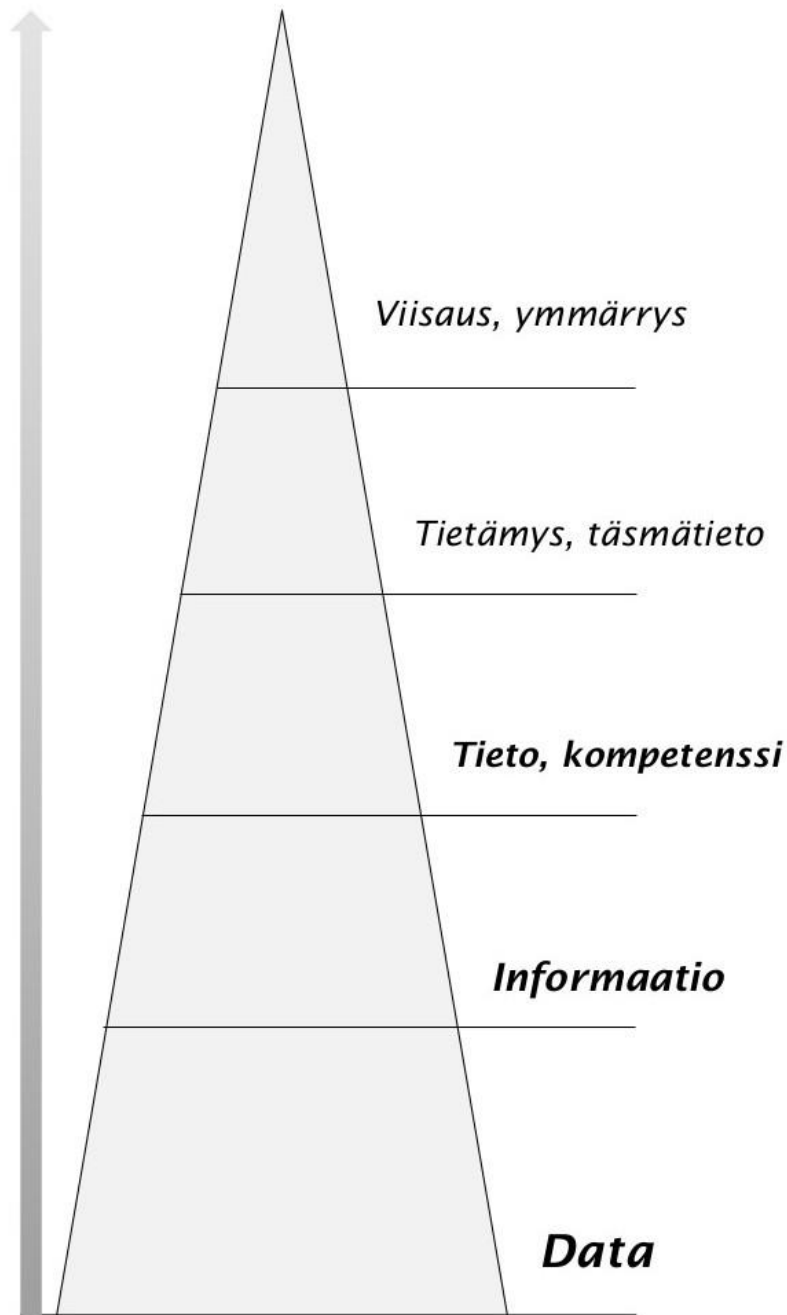 Viisaus, ymmärrys
Tietämys, täsmätieto
Tieto, kompetenssi
Informaatio
Data